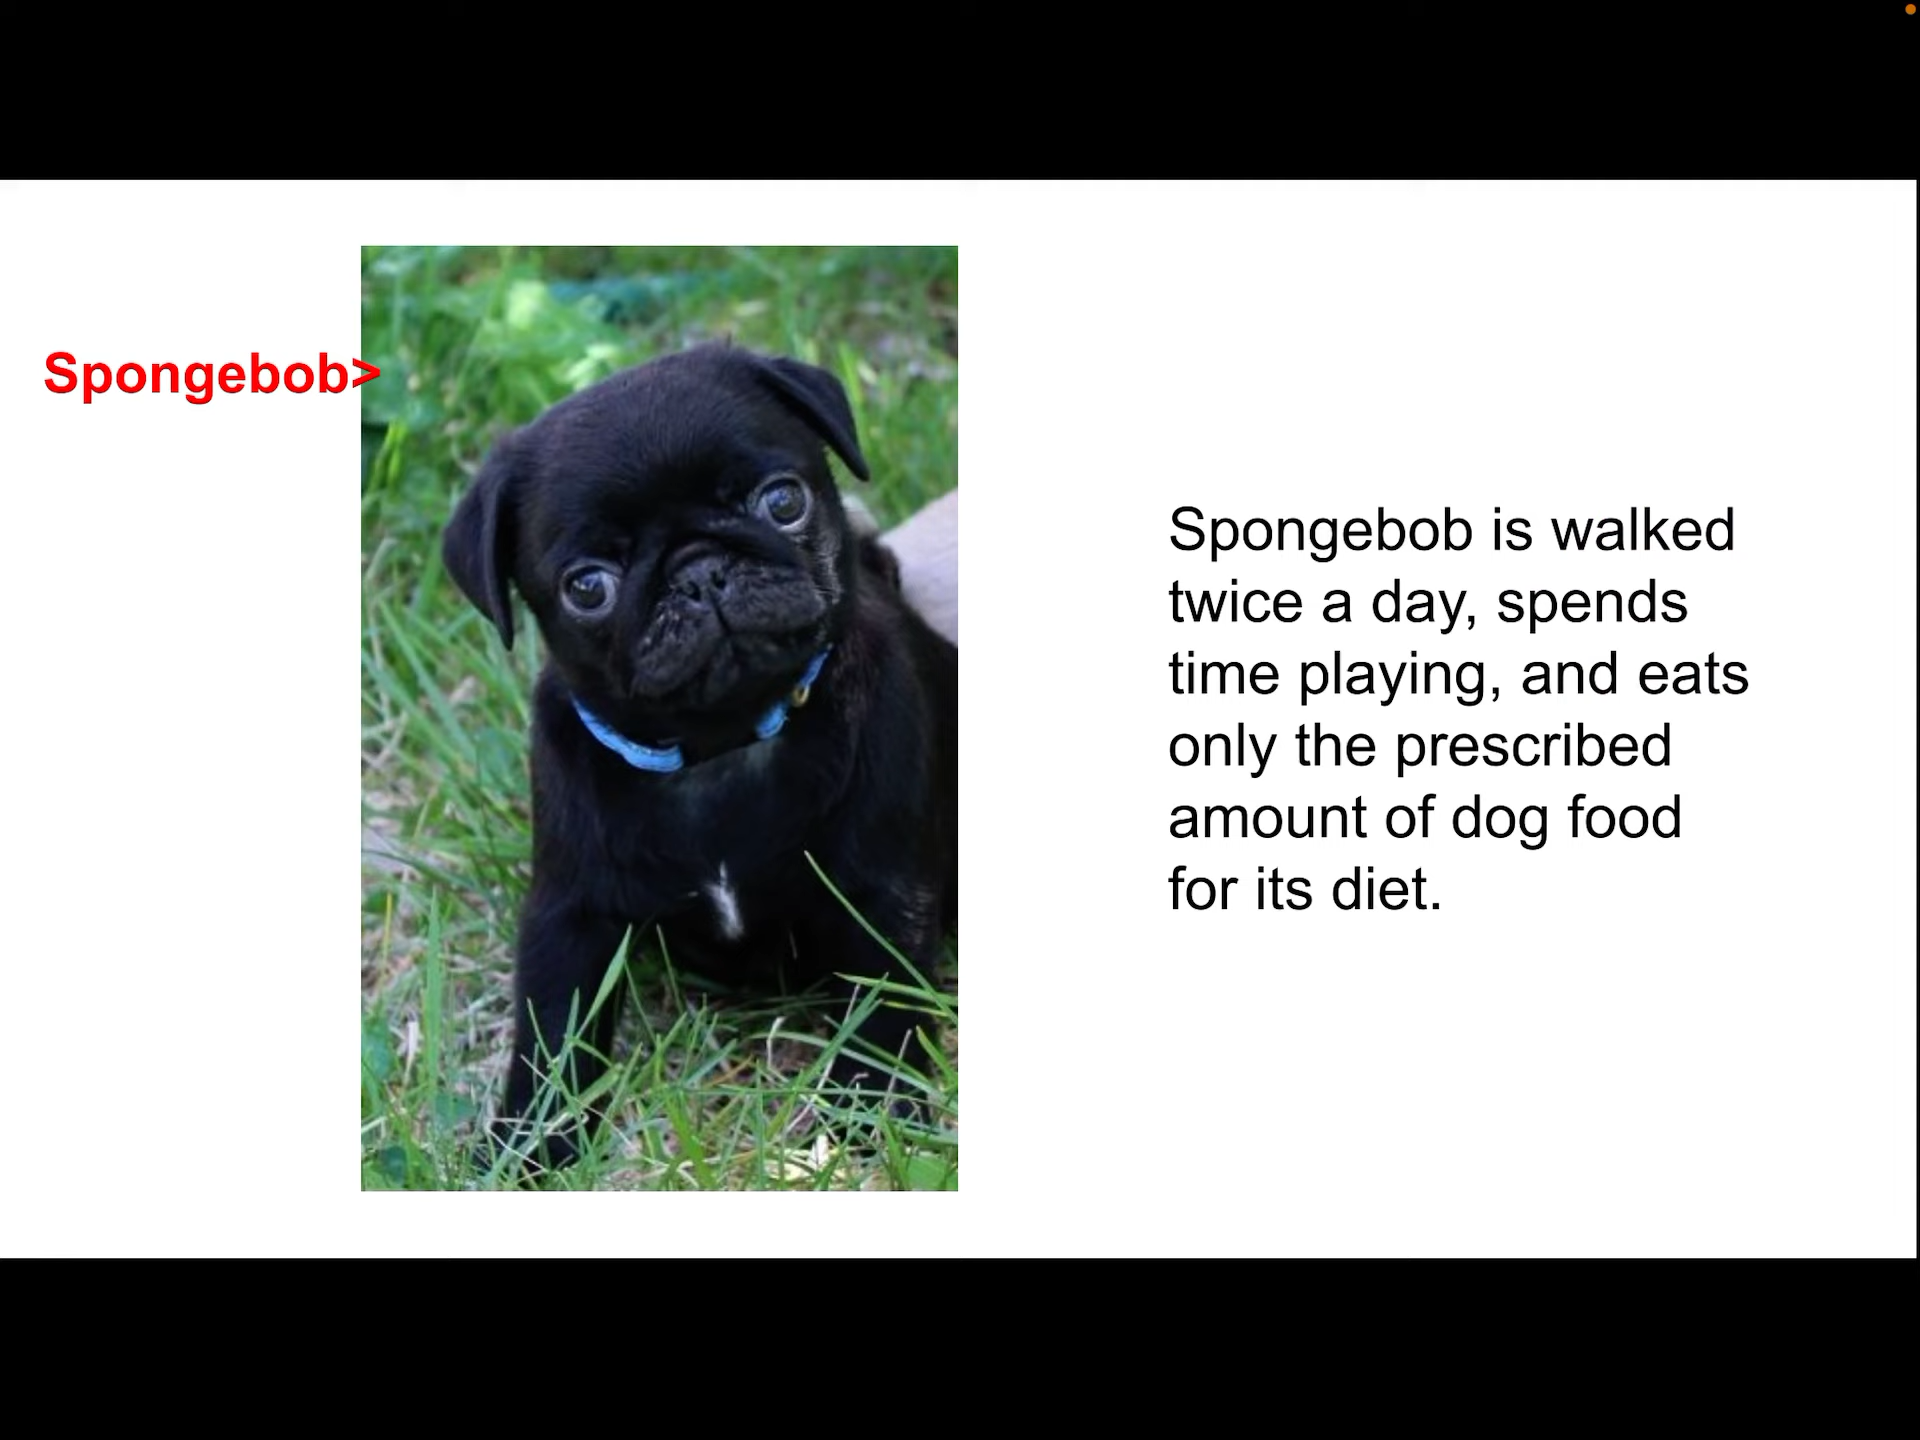 Spongebob>
Spongebob is walked
twice a day, spends
time playing, and eats
only the prescribed
amount of dog food
for its diet.